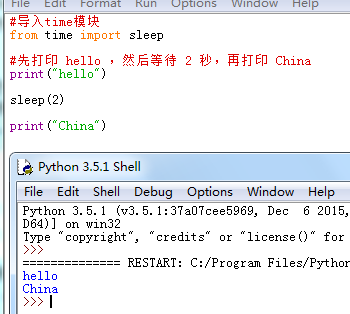 File Edit Format Run Options Window Help
#导入time模块
from time import sleep
#先打印 hello ，然后等待 2 秒，再打印 China
print("hello")
sleep(2)
print("China")
Python 3.5.1 Shell
File Edit Shell Debug Options Window Help
Python 3.5.1 (v3.5.1:37a07cee5969, Dec 6 2015,
D64)] on win32
Type "copyright", "credits" or "license()" for
>>>
============== RESTART: C:/Program Files/Python
hello
China
>>>